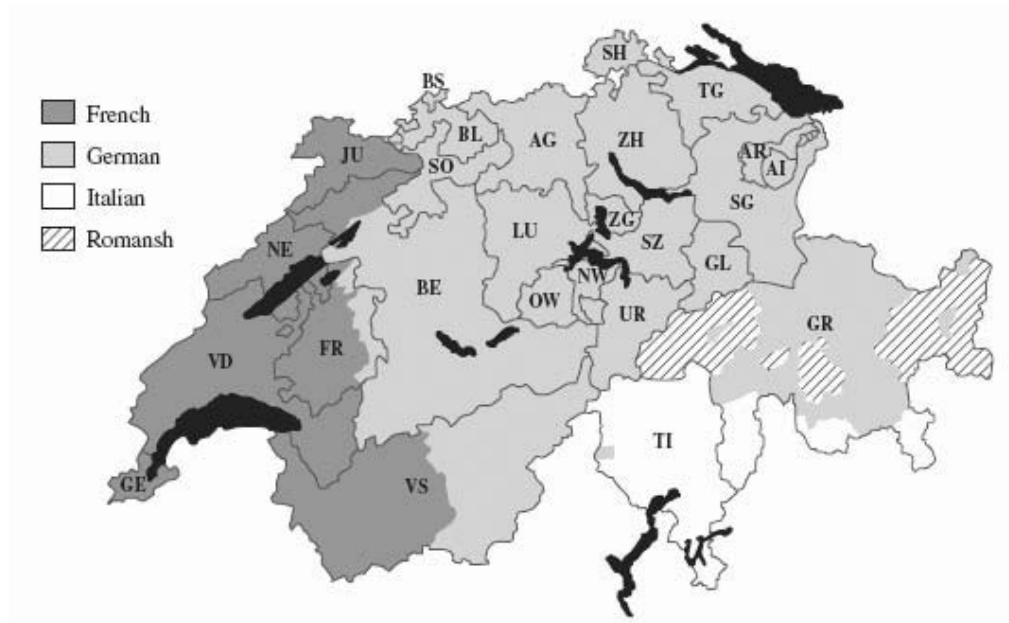 French
German
Italian
Romansh
SH
BS
TG
BL
AG
ZH
JU
SO
AR
AI
SG
ZG
LU
SZ
NE
GL
NW
BE
OW
UR
GR
FR
VD
TI
VS
GE